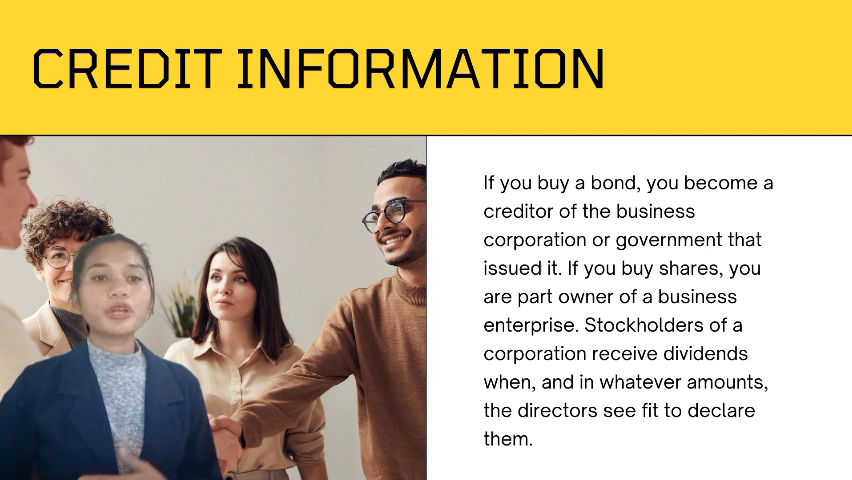 CREDIT INFORMATION
If you buy a bond, you become a
creditor of the business
corporation or government that
issued it. If you buy shares, you
are part owner of a business
enterprise. Stockholders of a
corporation receive dividends
when, and in whatever amounts,
the directors see fit to declare
them.